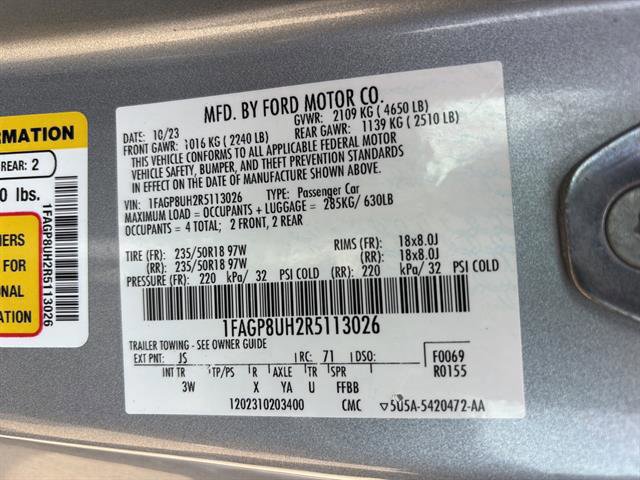 RMATION
REAR: 2
0 lbs.
FOR
ONAL
ATION
1FAGP8UH2R5113026
MFD. BY FORD MOTOR CO.
10/23 GVWR: 2109 KG ( 4650 LB)
FRONT GAWR: 1016 KG ( 2240 LB) REAR GAWR: 1139 KG ( 2510 LB)
THIS VEHICLE CONFORMS TO ALL APPLICABLE FEDERAL MOTOR
VEHICLE SAFETY, BUMPER, AND THEFT PREVENTION STANDARDS
IN EFFECT ON THE DATE OF MANUFACTURE SHOWN ABOVE.
VIN: 1FAGP8UH2R5113026 TYPE: Passenger Car
MAXIMUM LOAD = OCCUPANTS + LUGGAGE = 285KG/ 630LB
OCCUPANTS = 4 TOTAL; 2 FRONT, 2 REAR
TIRE (FR): 235/50R18 97W RIMS (FR): 18x8.0J
(RR): 235/50R18 97W (RR): 18x8.0J
PRESSURE (FR): 220 kPa/ 32 PSI COLD (RR): 220 kPa/ 32 PSI COLD
1FAGP8UH2R5113026
TRAILER TOWING - SEE OWNER GUIDE
EXT PNT: JS RC: 71 DSO: F0069
INT TR TP/PS R AXLE TR SPR R0155
3W X YA U FFBB
1202310203400 CMC ▽5U5A-5420472-AA